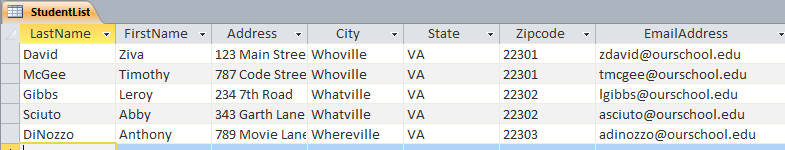 StudentList
LastName FirstName Address City State Zipcode EmailAddress
David Ziva 123 Main Stree Whoville VA 22301 zdavid@ourschool.edu
McGee Timothy 787 Code Street Whoville VA 22301 tmcgee@ourschool.edu
Gibbs Leroy 234 7th Road Whatville VA 22302 lgibbs@ourschool.edu
Sciuto Abby 343 Garth Lane Whatville VA 22302 asciuto@ourschool.edu
DiNozzo Anthony 789 Movie Lane Whereville VA 22303 adinozzo@ourschool.edu